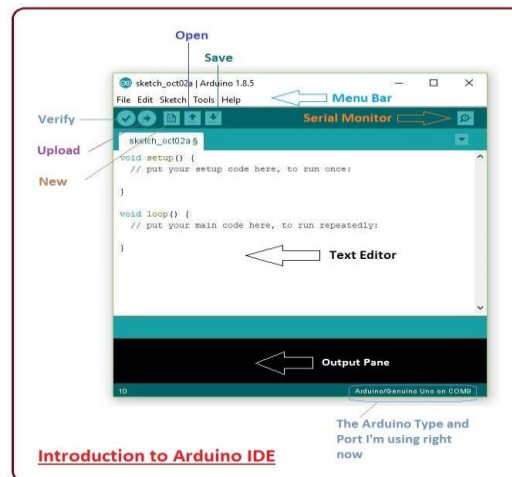 Open
Save
sketch_oct02a | Arduino 1.8.5
File Edit Sketch Tools Help
Menu Bar
Verify
Serial Monitor
Upload
sketch_oct02a §
New
void setup() {
// put your setup code here, to run once:
}
void loop() {
// put your main code here, to run repeatedly:
}
Text Editor
Output Pane
10
Arduino/Genuino Uno on COM9
The Arduino Type and
Port I'm using right
now
Introduction to Arduino IDE